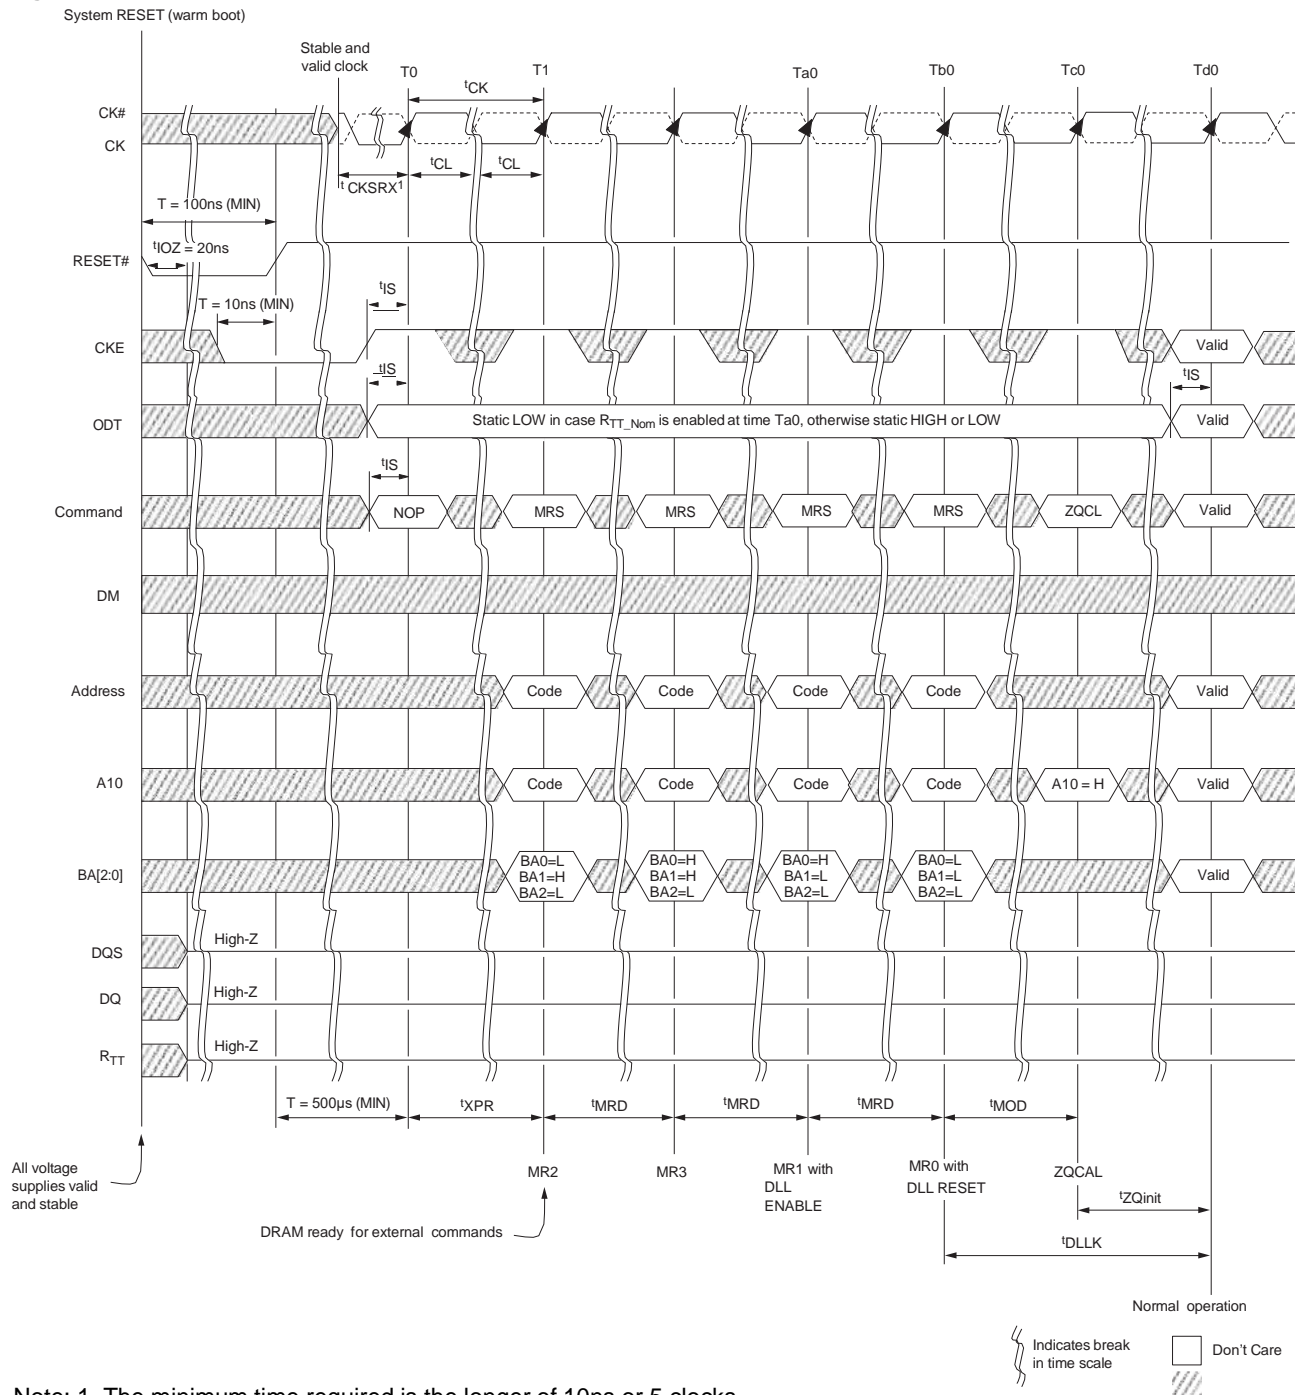 System RESET (warm boot)
Stable and
valid clock
T0
T1
Ta0
Tb0
Tc0
Td0
tCK
CK#
CK
tCL
tCL
tCKSRX1
T = 100ns (MIN)
tIOZ = 20ns
RESET#
tIS
T = 10ns (MIN)
CKE
Valid
tIS
tIS
ODT
Static LOW in case RTT_Nom is enabled at time Ta0, otherwise static HIGH or LOW
Valid
tIS
Command
NOP
MRS
MRS
MRS
MRS
ZQCL
Valid
DM
Address
Code
Code
Code
Code
Valid
A10
Code
Code
Code
Code
A10 = H
Valid
BA[2:0]
BA0=L
BA1=H
BA2=L
BA0=H
BA1=H
BA2=L
BA0=H
BA1=L
BA2=L
BA0=L
BA1=L
BA2=L
Valid
DQS
High-Z
DQ
High-Z
RTT
High-Z
T = 500µs (MIN)
tXPR
tMRD
tMRD
tMRD
tMOD
All voltage
supplies valid
and stable
MR2
MR3
MR1 with
DLL
ENABLE
MR0 with
DLL RESET
ZQCAL
tZQinit
DRAM ready for external commands
tDLLK
Normal operation
Indicates break
in time scale
Don't Care
Note: 1. The minimum time required is the longer of 10ns or 5 clocks.